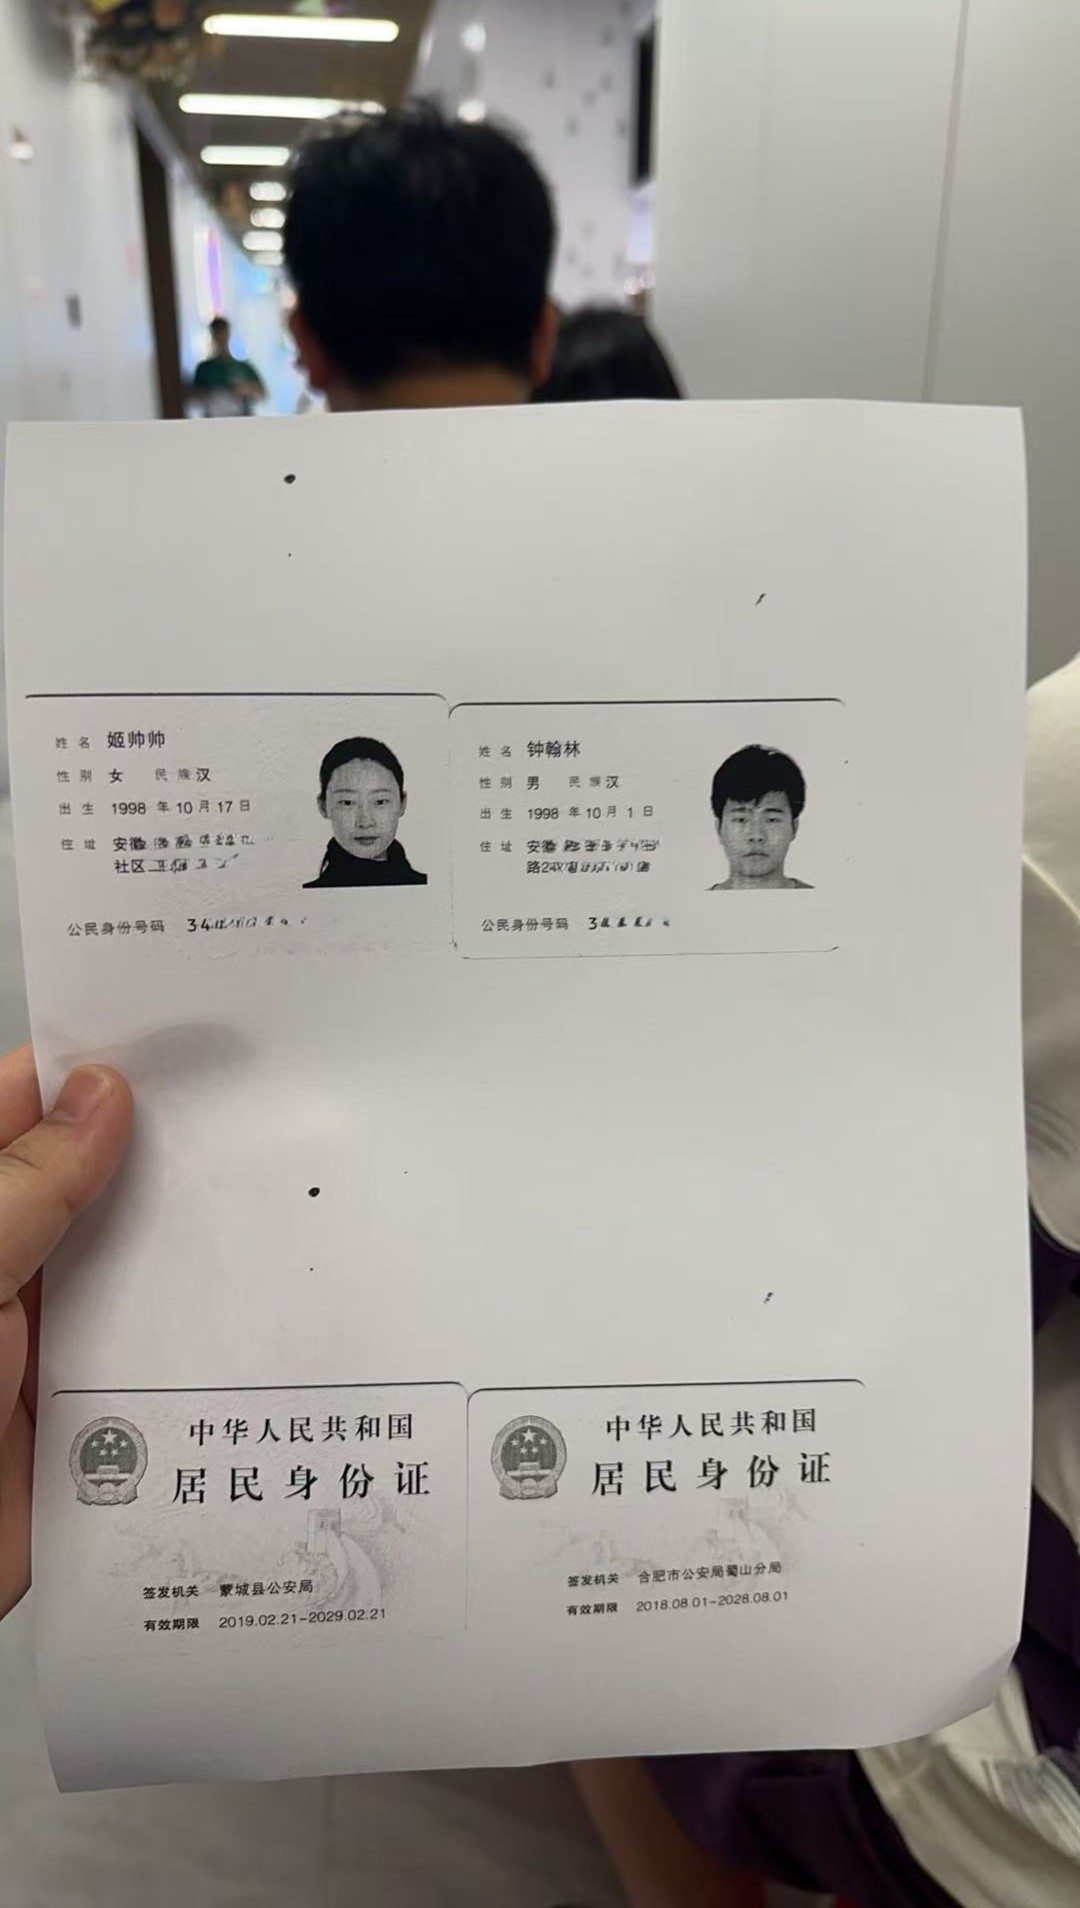 姓名 姬帅帅
性别 女 民族 汉
出生 1998 年 10 月 17 日
住址 安徽
社区
公民身份号码 34
姓名 钟翰林
性别 男 民族 汉
出生 1998 年 10 月 1 日
住址 安徽
路24
公民身份号码 3
中华人民共和国
居民身份证
签发机关 蒙城县公安局
有效期限 2019.02.21-2029.02.21
中华人民共和国
居民身份证
签发机关 合肥市公安局蜀山分局
有效期限 2018.08.01-2028.08.01